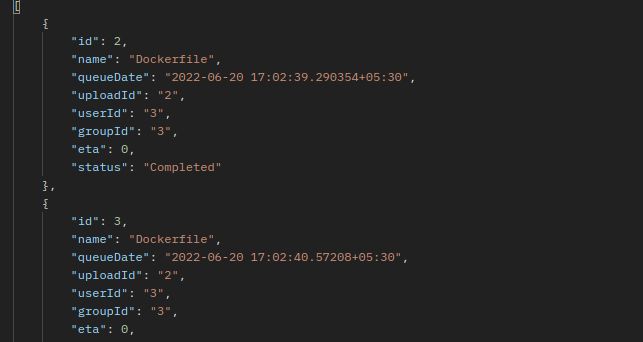 [
{
"id": 2,
"name": "Dockerfile",
"queueDate": "2022-06-20 17:02:39.290354+05:30",
"uploadId": "2",
"userId": "3",
"groupId": "3",
"eta": 0,
"status": "Completed"
},
{
"id": 3,
"name": "Dockerfile",
"queueDate": "2022-06-20 17:02:40.57208+05:30",
"uploadId": "2",
"userId": "3",
"groupId": "3",
"eta": 0,